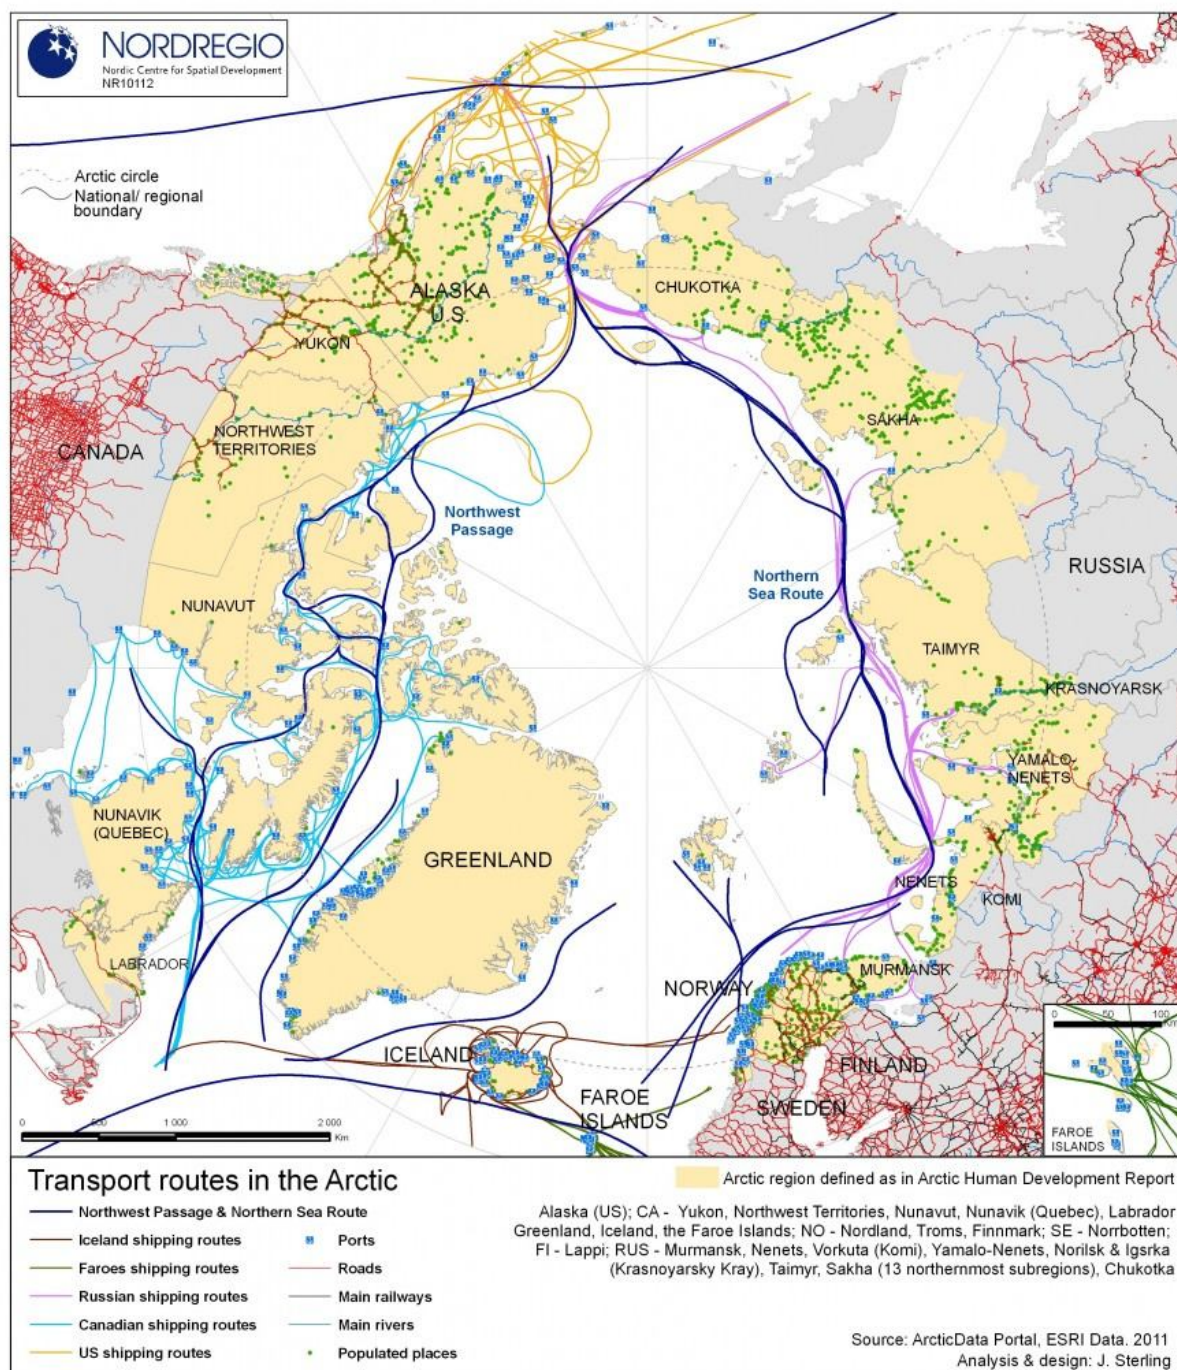 NORDREGIO
Nordic Centre for Spatial Development
NR10112
Arctic circle
National/ regional
boundary
ALASKA
U.S.
CHUKOTKA
YUKON
NORTHWEST
TERRITORIES
SAKHA
CANADA
Northwest
Passage
RUSSIA
Northern
Sea Route
NUNAVUT
TAIMYR
KRASNOYARSK
YAMALO-
NENETS
NUNAVIK
(QUEBEC)
GREENLAND
NENETS
KOMI
LABRADOR
MURMANSK
NORWAY
ICELAND
FINLAND
FAROE
ISLANDS
SWEDEN
0 50 100
Km
FAROE
ISLANDS
0 500 1 000 2 000
Km
Transport routes in the Arctic
Northwest Passage & Northern Sea Route
Iceland shipping routes
Faroes shipping routes
Russian shipping routes
Canadian shipping routes
US shipping routes
Ports
Roads
Main railways
Main rivers
Populated places
Arctic region defined as in Arctic Human Development Report
Alaska (US); CA - Yukon, Northwest Territories, Nunavut, Nunavik (Quebec), Labrador
Greenland, Iceland, the Faroe Islands; NO - Nordland, Troms, Finnmark; SE - Norrbotten;
FI - Lappi; RUS - Murmansk, Nenets, Vorkuta (Komi), Yamalo-Nenets, Norilsk & Igsrka
(Krasnoyarsky Kray), Taimyr, Sakha (13 northernmost subregions), Chukotka
Source: ArcticData Portal, ESRI Data. 2011
Analysis & design: J. Sterling